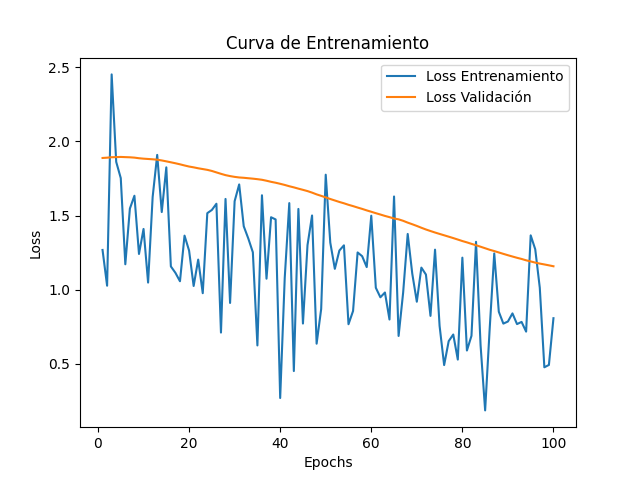 Curva de Entrenamiento
Loss Entrenamiento
Loss Validación
Loss
2.5
2.0
1.5
1.0
0.5
0
20
40
60
80
100
Epochs